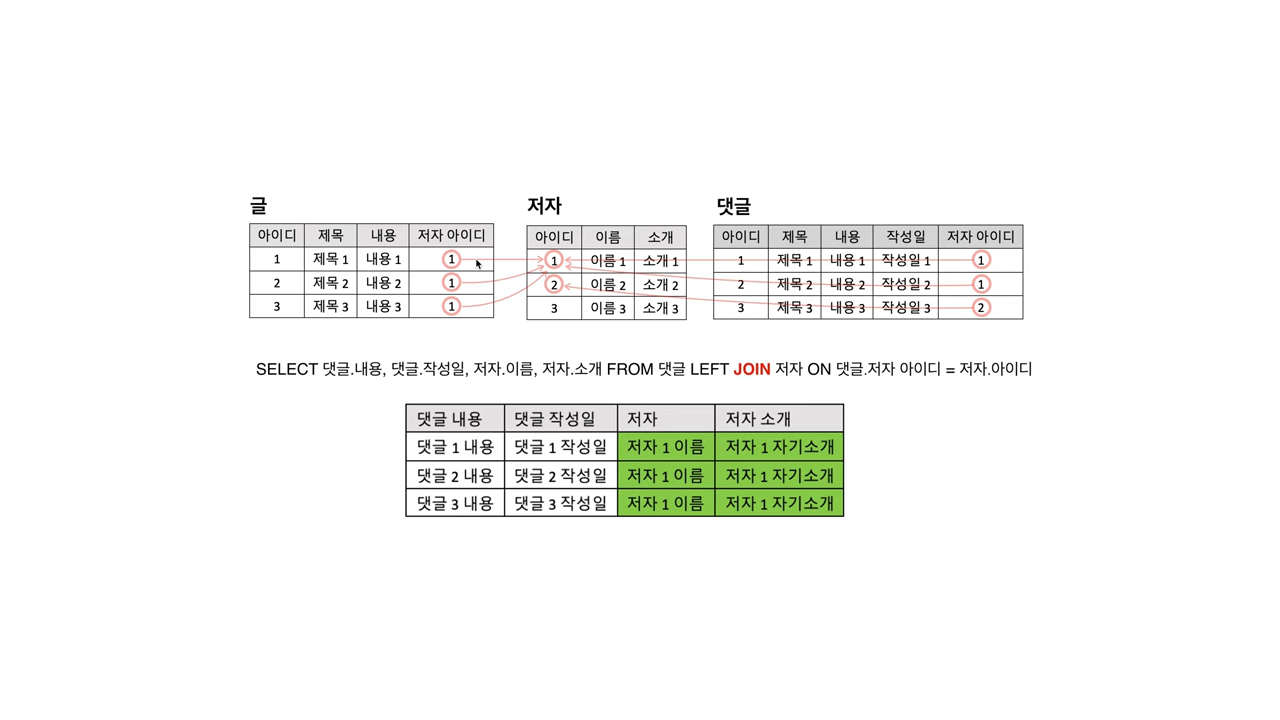 글
아이디 제목 내용 저자 아이디
1 제목 1 내용 1 1
2 제목 2 내용 2 1
3 제목 3 내용 3 1
저자
아이디 이름 소개
1 이름 1 소개 1
2 이름 2 소개 2
3 이름 3 소개 3
댓글
아이디 제목 내용 작성일 저자 아이디
1 제목 1 내용 1 작성일 1 1
2 제목 2 내용 2 작성일 2 1
3 제목 3 내용 3 작성일 3 2
SELECT 댓글.내용, 댓글.작성일, 저자.이름, 저자.소개 FROM 댓글 LEFT JOIN 저자 ON 댓글.저자 아이디 = 저자.아이디
댓글 내용 댓글 작성일 저자 저자 소개
댓글 1 내용 댓글 1 작성일 저자 1 이름 저자 1 자기소개
댓글 2 내용 댓글 2 작성일 저자 1 이름 저자 1 자기소개
댓글 3 내용 댓글 3 작성일 저자 1 이름 저자 1 자기소개